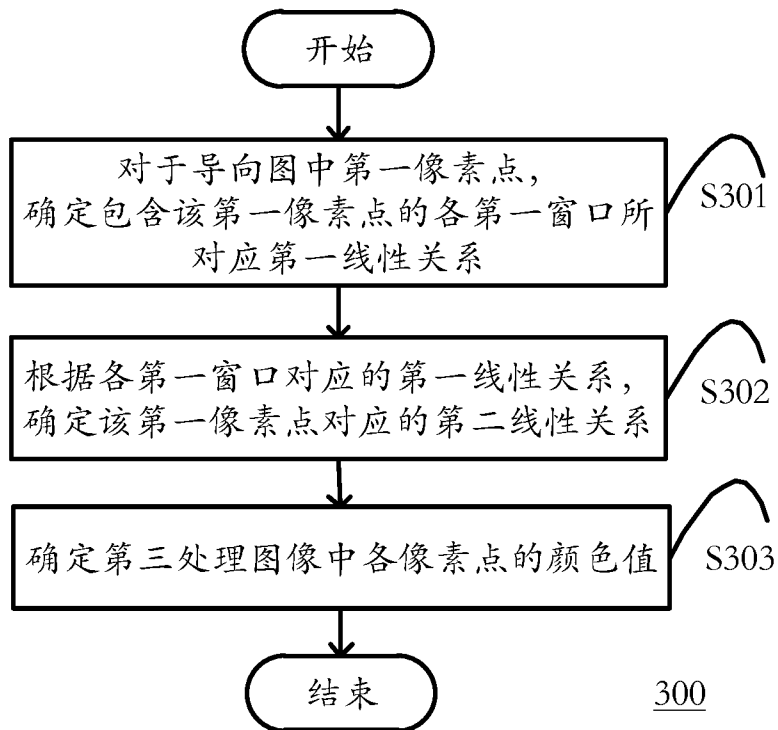 开始
对于导向图中第一像素点，
确定包含该第一像素点的各第一窗口所
对应第一线性关系
S301
根据各第一窗口对应的第一线性关系，
确定该第一像素点对应的第二线性关系
S302
确定第三处理图像中各像素点的颜色值
S303
结束
300